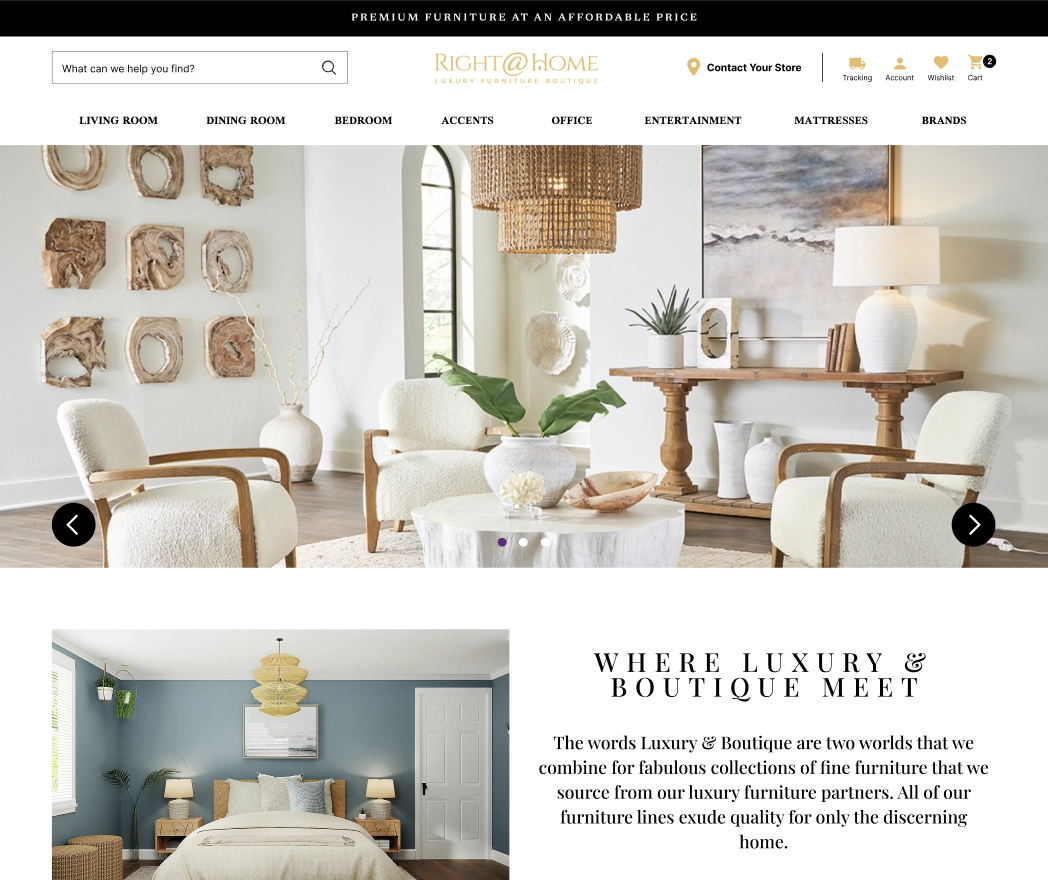 PREMIUM FURNITURE AT AN AFFORDABLE PRICE
What can we help you find?
RIGHT@HOME
LUXURY FURNITURE BOUTIQUE
Contact Your Store
Tracking
Account
Wishlist
Cart
2
LIVING ROOM
DINING ROOM
BEDROOM
ACCENTS
OFFICE
ENTERTAINMENT
MATTRESSES
BRANDS
WHERE LUXURY &
BOUTIQUE MEET
The words Luxury & Boutique are two worlds that we
combine for fabulous collections of fine furniture that we
source from our luxury furniture partners. All of our
furniture lines exude quality for only the discerning
home.